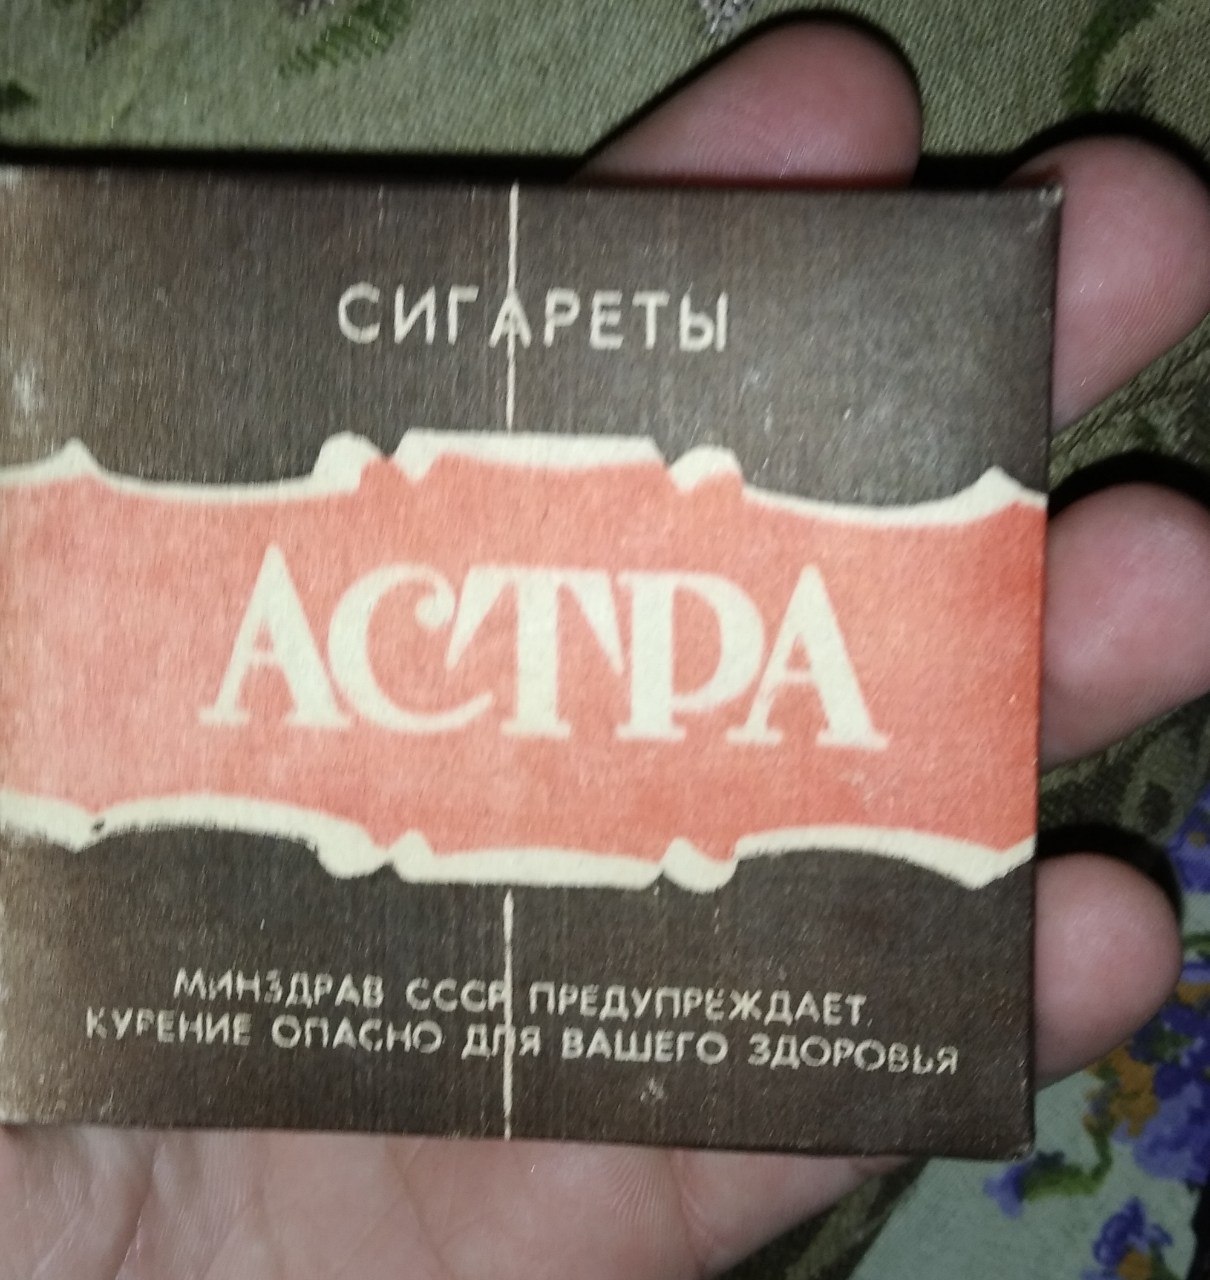 СИГАРЕТЫ
АСТРА
МИНЗДРАВ СССР ПРЕДУПРЕЖДАЕТ.
КУРЕНИЕ ОПАСНО ДЛЯ ВАШЕГО ЗДОРОВЬЯ